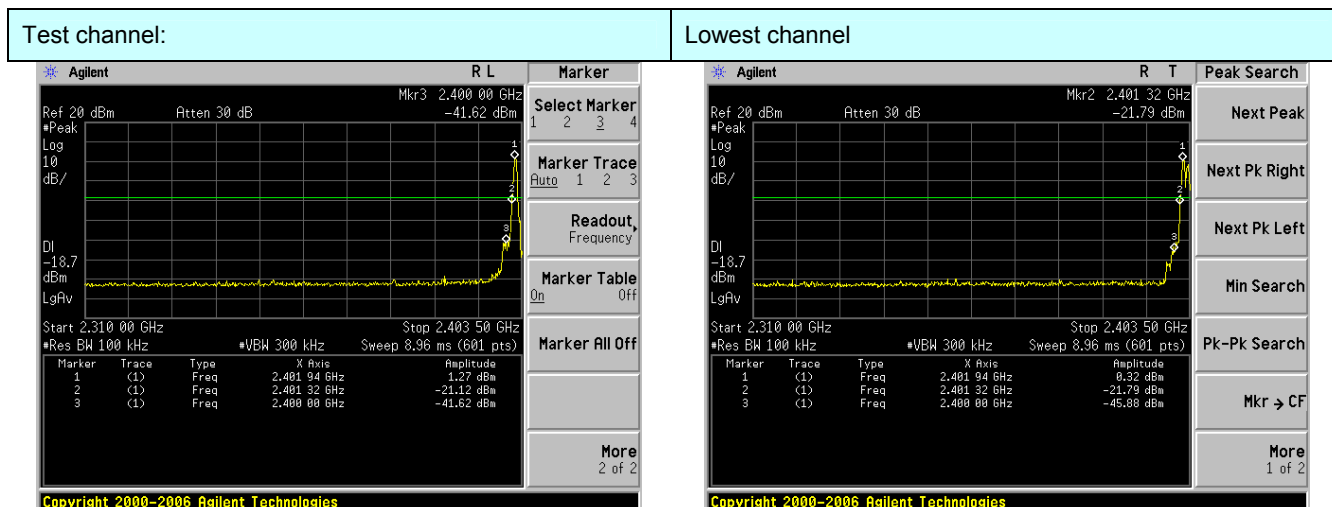 Test channel:
Lowest channel
Agilent
R L
Marker
Mkr3 2.400 00 GHz
Ref 20 dBm Atten 30 dB -41.62 dBm
#Peak
Log
10
dB/
1
2
3
DI
-18.7
dBm
LgAv
Start 2.310 00 GHz Stop 2.403 50 GHz
#Res BW 100 kHz #VBW 300 kHz Sweep 8.96 ms (601 pts)
Marker Trace Type X Axis Amplitude
1 (1) Freq 2.401 94 GHz 1.27 dBm
2 (1) Freq 2.401 32 GHz -21.12 dBm
3 (1) Freq 2.400 00 GHz -41.62 dBm
Select Marker
1 2 3 4
Marker Trace
Auto 1 2 3
Readout
Frequency
Marker Table
On Off
Marker All Off
More
2 of 2
Copyright 2000-2006 Agilent Technologies
Agilent
R T
Peak Search
Mkr2 2.401 32 GHz
Ref 20 dBm Atten 30 dB -21.79 dBm
#Peak
Log
10
dB/
1
2
3
DI
-18.7
dBm
LgAv
Start 2.310 00 GHz Stop 2.403 50 GHz
#Res BW 100 kHz #VBW 300 kHz Sweep 8.96 ms (601 pts)
Marker Trace Type X Axis Amplitude
1 (1) Freq 2.401 94 GHz 0.32 dBm
2 (1) Freq 2.401 32 GHz -21.79 dBm
3 (1) Freq 2.400 00 GHz -45.88 dBm
Next Peak
Next Pk Right
Next Pk Left
Min Search
Pk-Pk Search
Mkr → CF
More
1 of 2
Copyright 2000-2006 Agilent Technologies